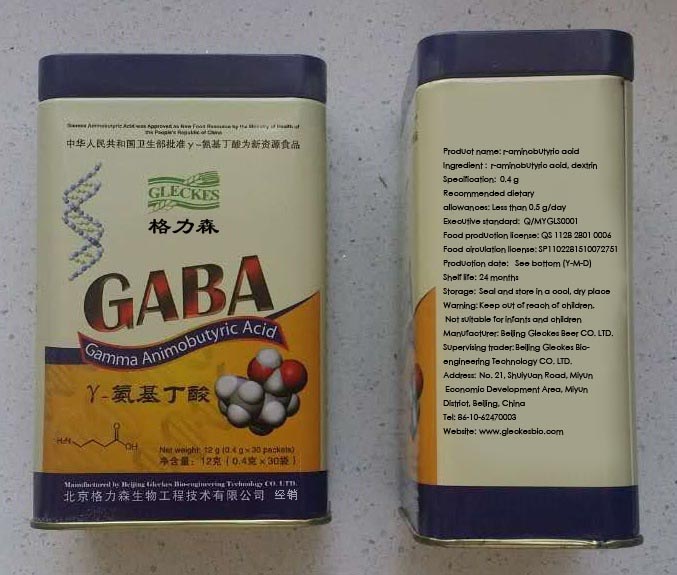 Gamma Animobutyric Acid was Approved as New Food Resource by the Ministry of Health of
the People's Republic of China
中华人民共和国卫生部批准γ-氨基丁酸为新资源食品
GLECKES
格力森
GABA
Gamma Animobutyric Acid
γ-氨基丁酸
H₂N
O
OH
Net weight: 12 g (0.4 g × 30 packets)
净含量: 12克 (0.4克×30袋)
Manufactured by Beijing Gleckes Bio-engineering Technology CO. LTD.
北京格力森生物工程技术有限公司 经销
Product name: r-aminobutyric acid
Ingredient : r-aminobutyric acid, dextrin
Specification: 0.4 g
Recommended dietary
allowances: Less than 0.5 g/day
Executive standard: Q/MYGLS0001
Food production license: QS 1128 2801 0006
Food circulation license: SP1102281510072751
Production date: See bottom (Y-M-D)
Shelf life: 24 months
Storage: Seal and store in a cool, dry place
Warning: Keep out of reach of children.
Not suitable for infants and children
Manufacturer: Beijing Gleckes Beer CO. LTD.
Supervising trader: Beijing Gleckes Bio-
engineering Technology CO. LTD.
Address: No. 21, Shuiyuan Road, Miyun
Economic Development Area, Miyun
District, Beijing, China
Tel: 86-10-62470003
Website: www.gleckesbio.com